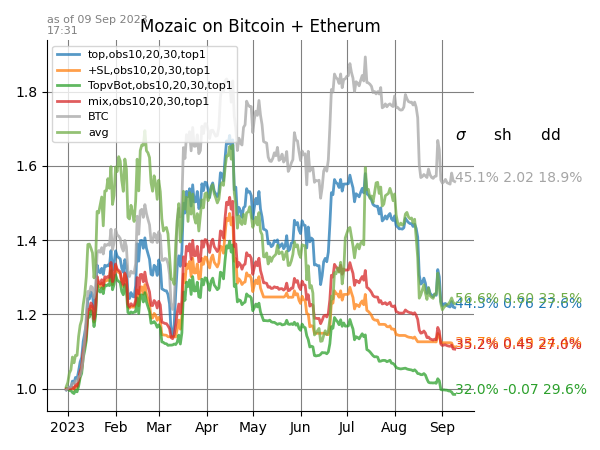 as of 09 Sep 2023
17:31
Mozaic on Bitcoin + Etherum
top,obs10,20,30,top1
+SL,obs10,20,30,top1
TopvBot,obs10,20,30,top1
mix,obs10,20,30,top1
BTC
avg
σ sh dd
45.1% 2.02 18.9%
56.6% 0.60 33.5%
44.3% 0.76 27.6%
35.2% 0.45 27.0%
32.0% -0.07 29.6%
1.8
1.6
1.4
1.2
1.0
2023 Feb Mar Apr May Jun Jul Aug Sep